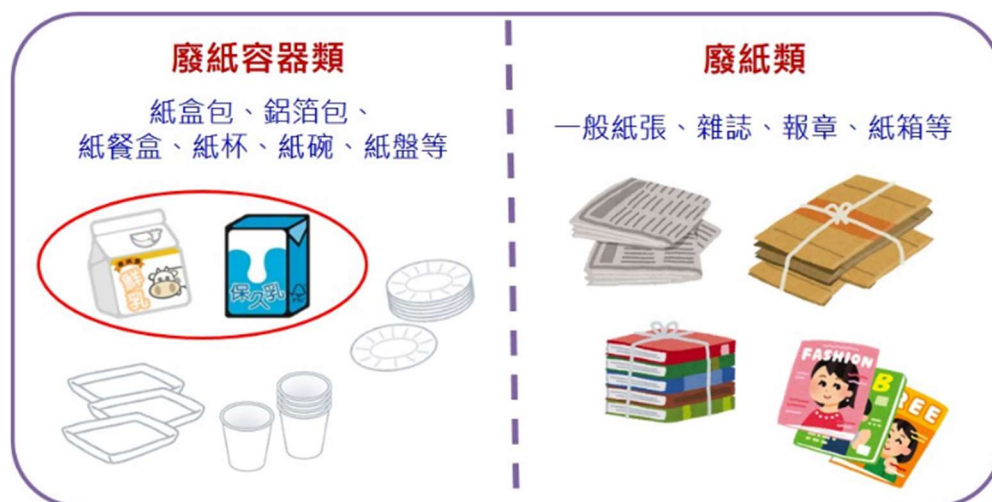 廢紙容器類
紙盒包、鋁箔包、
紙餐盒、紙杯、紙碗、紙盤等
鮮乳
保久乳
廢紙類
一般紙張、雜誌、報章、紙箱等
FASHION
B
REE